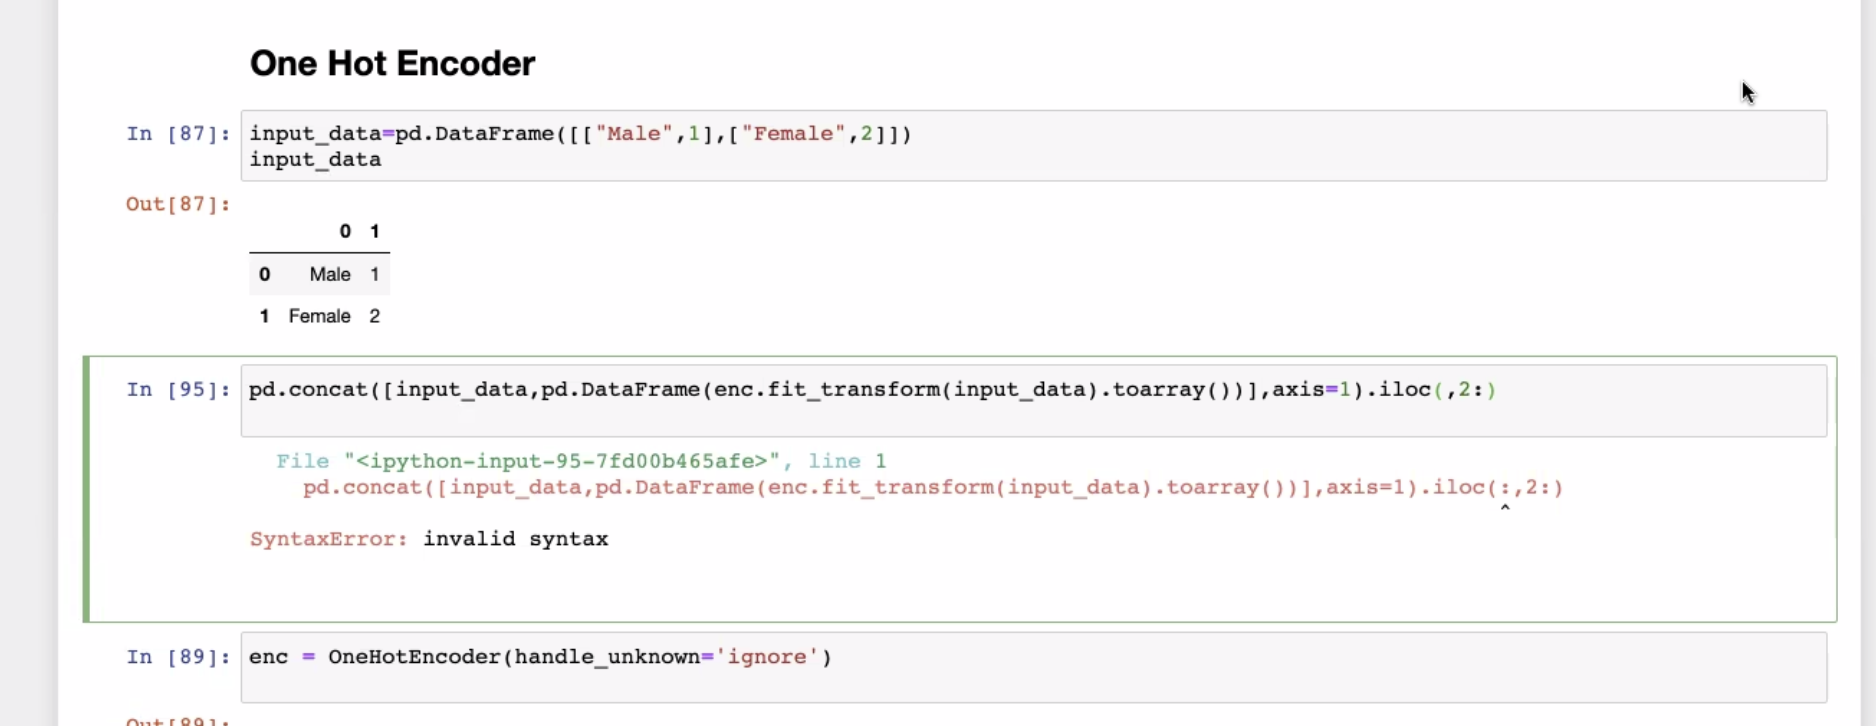 One Hot Encoder
In [87]: input_data=pd.DataFrame([["Male",1],["Female",2]])
input_data
Out[87]:
0 1
0 Male 1
1 Female 2
In [95]: pd.concat([input_data,pd.DataFrame(enc.fit_transform(input_data).toarray())],axis=1).iloc(,2:)
File "<ipython-input-95-7fd00b465afe>", line 1
pd.concat([input_data,pd.DataFrame(enc.fit_transform(input_data).toarray())],axis=1).iloc(:,2:)
^
SyntaxError: invalid syntax
In [89]: enc = OneHotEncoder(handle_unknown='ignore')
Out[89]: